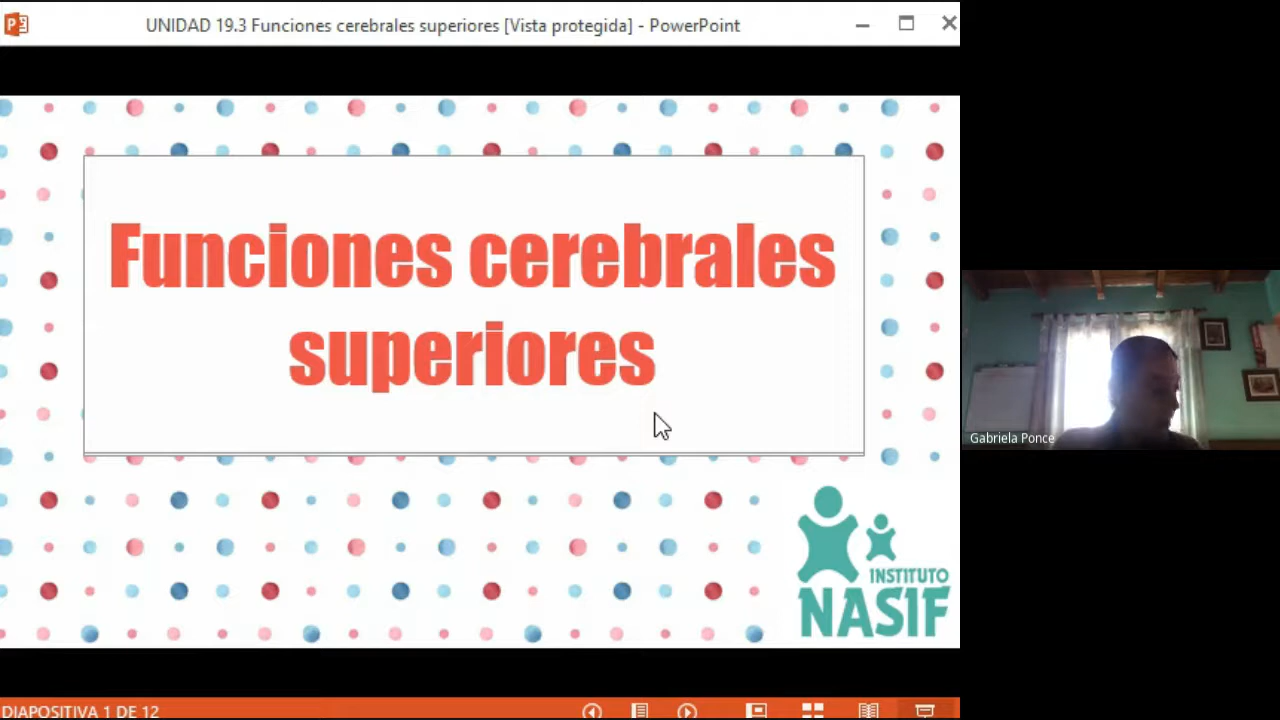 UNIDAD 19.3 Funciones cerebrales superiores [Vista protegida] - PowerPoint
Funciones cerebrales
superiores
Gabriela Ponce
INSTITUTO
NASIF
DIAPOSITIVA 1 DE 12